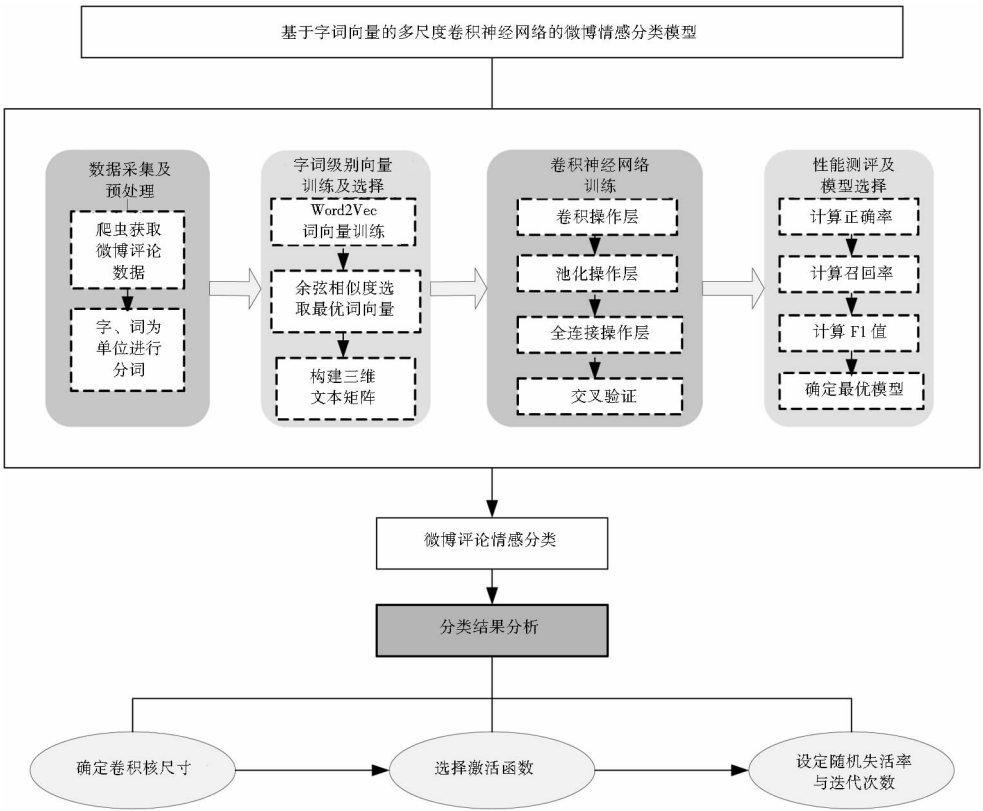 基于字词向量的多尺度卷积神经网络的微博情感分类模型
数据采集及
预处理
爬虫获取
微博评论
数据
字、词为
单位进行
分词
字词级别向量
训练及选择
Word2Vec
词向量训练
余弦相似度选
取最优词向量
构建三维
文本矩阵
卷积神经网络
训练
卷积操作层
池化操作层
全连接操作层
交叉验证
性能测评及
模型选择
计算正确率
计算召回率
计算 F1 值
确定最优模型
微博评论情感分类
分类结果分析
确定卷积核尺寸
选择激活函数
设定随机失活率
与迭代次数